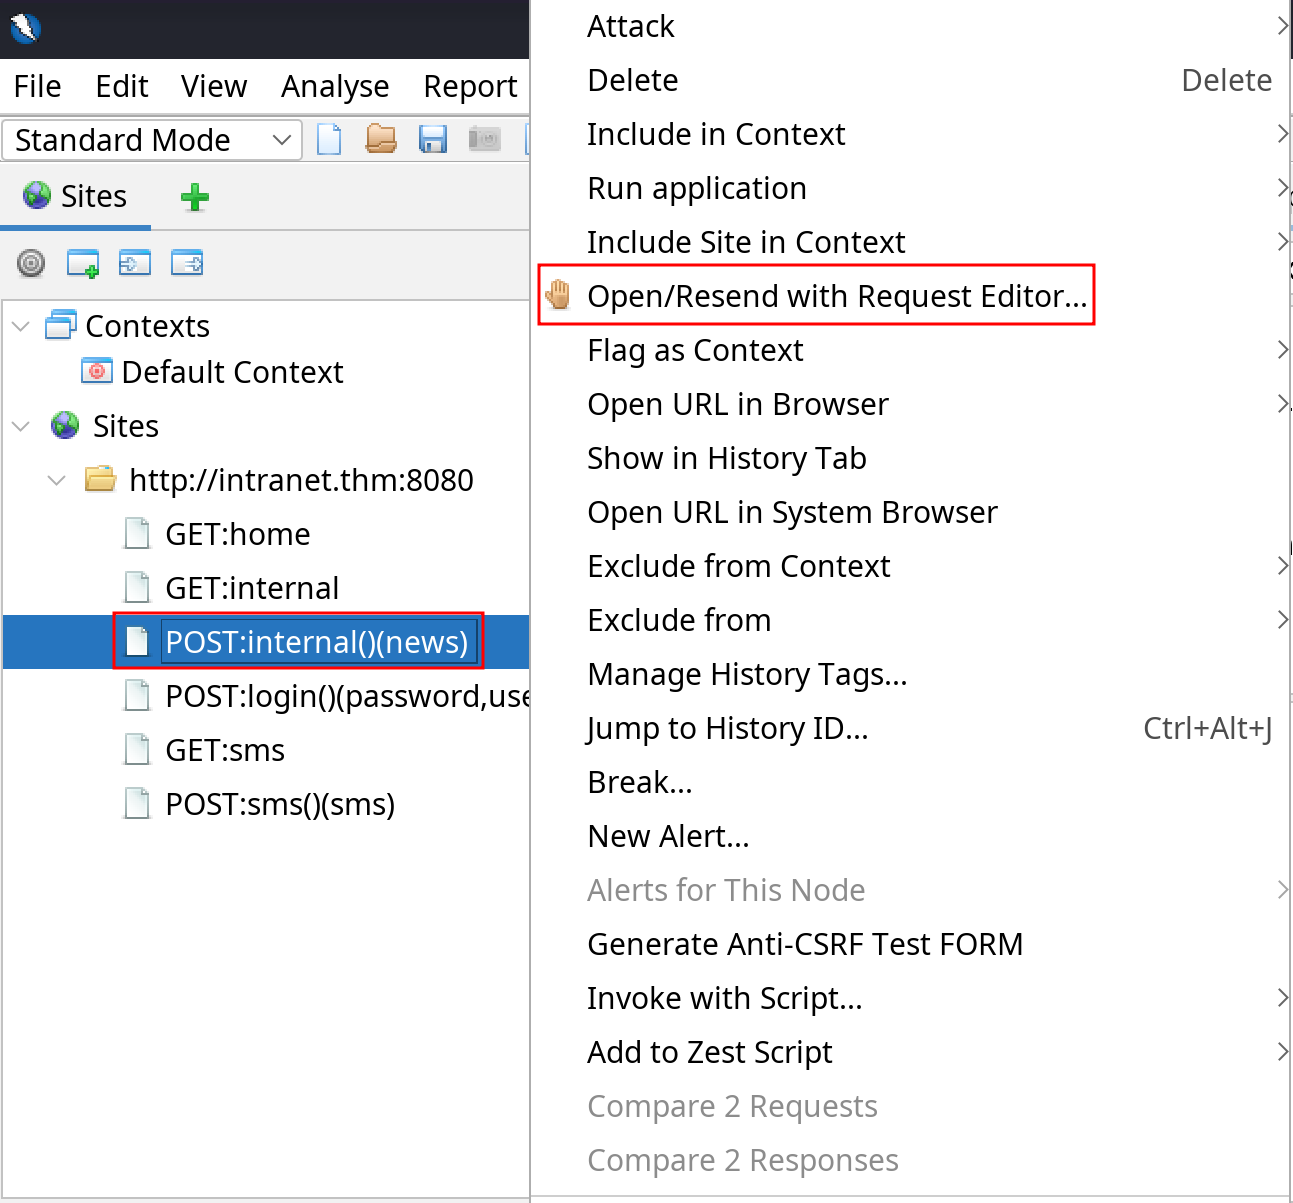 File Edit View Analyse Report
Standard Mode
Sites
Contexts
Default Context
Sites
http://intranet.thm:8080
GET:home
GET:internal
POST:internal()(news)
POST:login()(password,use
GET:sms
POST:sms()(sms)
Attack
Delete Delete
Include in Context
Run application
Include Site in Context
Open/Resend with Request Editor...
Flag as Context
Open URL in Browser
Show in History Tab
Open URL in System Browser
Exclude from Context
Exclude from
Manage History Tags...
Jump to History ID... Ctrl+Alt+J
Break...
New Alert...
Alerts for This Node
Generate Anti-CSRF Test FORM
Invoke with Script...
Add to Zest Script
Compare 2 Requests
Compare 2 Responses